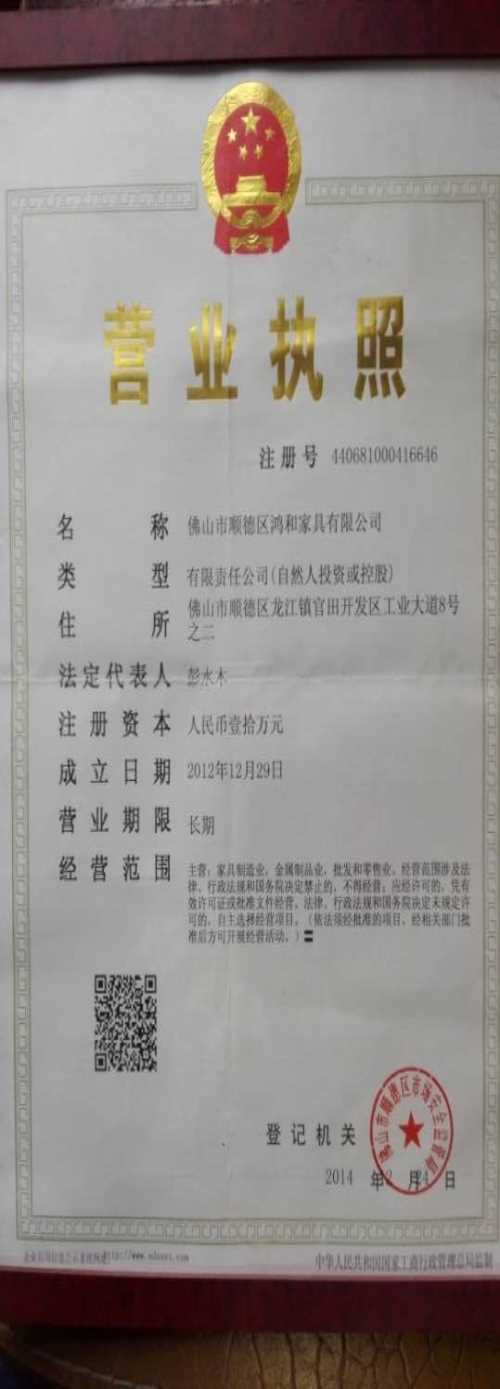 营业执照
注册号 440681000416646
名称 佛山市顺德区鸿和家具有限公司
类型 有限责任公司(自然人投资或控股)
住所 佛山市顺德区龙江镇官田开发区工业大道8号
之二
法定代表人 彭水木
注册资本 人民币壹拾万元
成立日期 2012年12月29日
营业期限 长期
经营范围 主营：家具制造业，金属制品业，批发和零售业。经营范围涉及法
律、行政法规和国务院决定禁止的，不得经营；应经许可的，凭有
效许可证或批准文件经营，法律、行政法规和国务院决定未规定许
可的，自主选择经营项目。(依法须经批准的项目，经相关部门批
准后方可开展经营活动。)
佛山市顺德区市场安全监管局
登记机关
2014 年 月 日
中华人民共和国国家工商行政管理总局监制